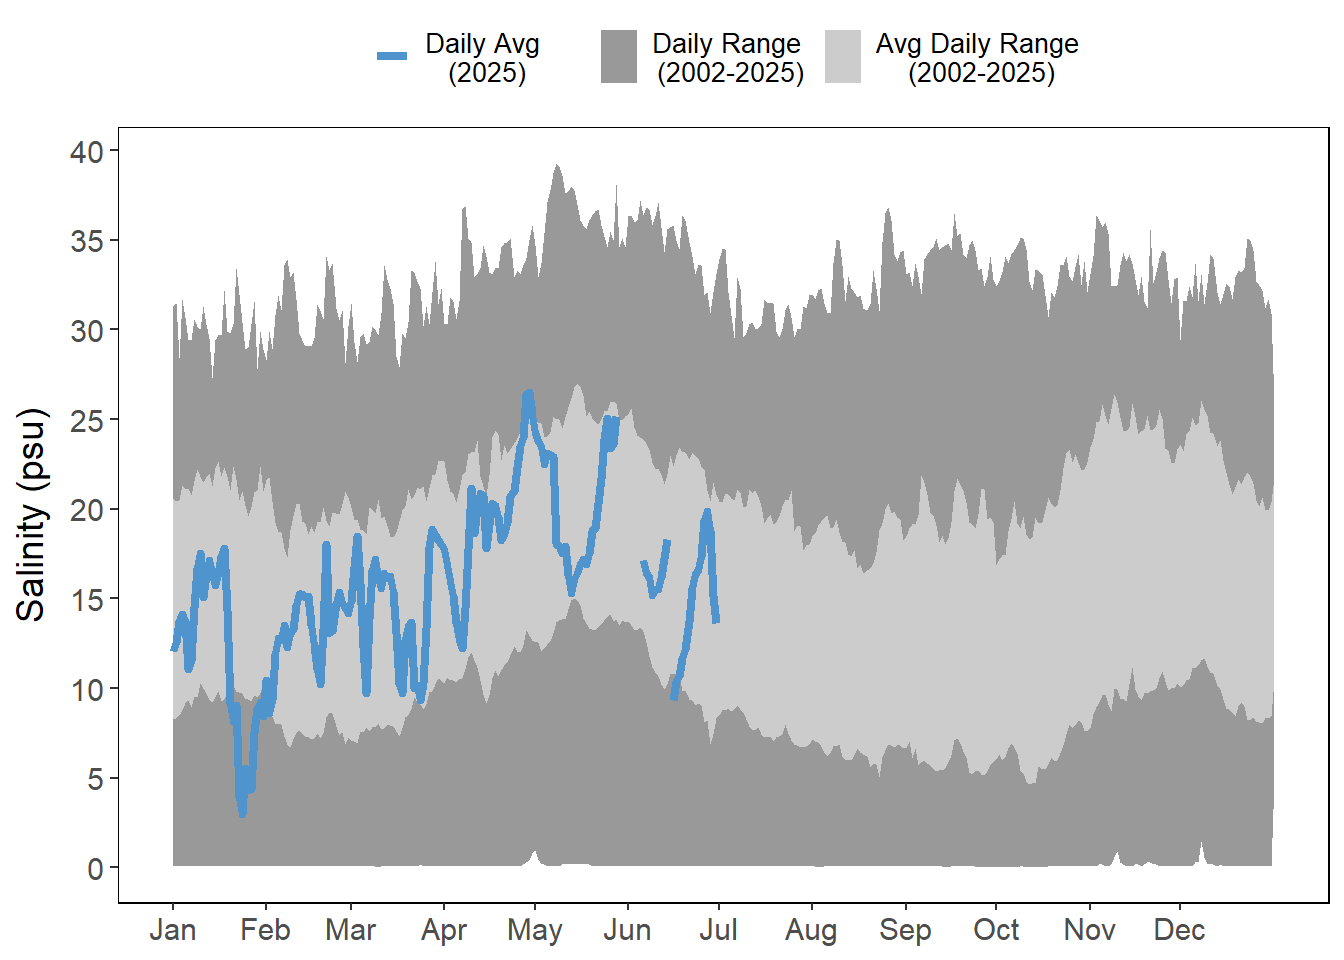 Daily Avg
(2025)
Daily Range
(2002-2025)
Avg Daily Range
(2002-2025)
Salinity (psu)
40
35
30
25
20
15
10
5
0
Jan Feb Mar Apr May Jun Jul Aug Sep Oct Nov Dec